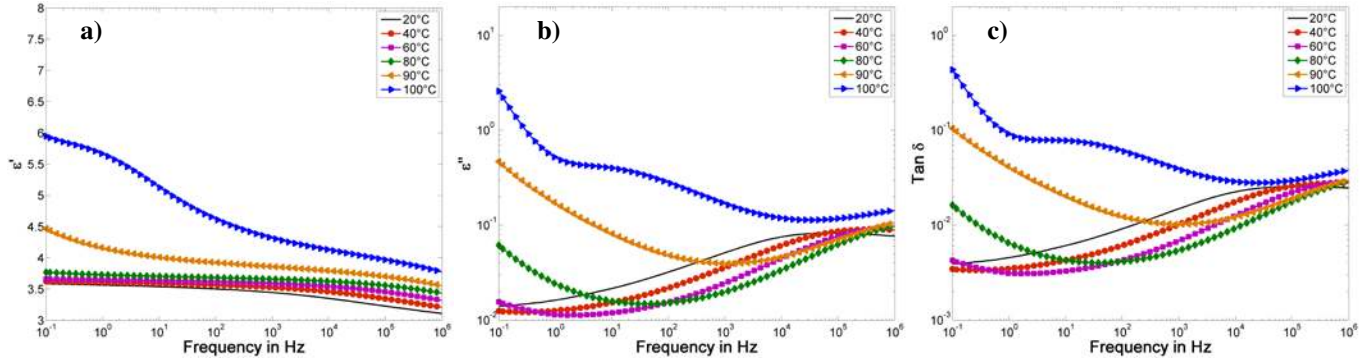 a)
8
7.5
7
6.5
6
5.5
5
4.5
4
3.5
3
ε'
10⁻¹ 10⁰ 10¹ 10² 10³ 10⁴ 10⁵ 10⁶
Frequency in Hz
20°C
40°C
60°C
80°C
90°C
100°C
b)
10¹
10⁰
10⁻¹
10⁻²
ε"
10⁻¹ 10⁰ 10¹ 10² 10³ 10⁴ 10⁵ 10⁶
Frequency in Hz
20°C
40°C
60°C
80°C
90°C
100°C
c)
10⁰
10⁻¹
10⁻²
10⁻³
Tan δ
10⁻¹ 10⁰ 10¹ 10² 10³ 10⁴ 10⁵ 10⁶
Frequency in Hz
20°C
40°C
60°C
80°C
90°C
100°C